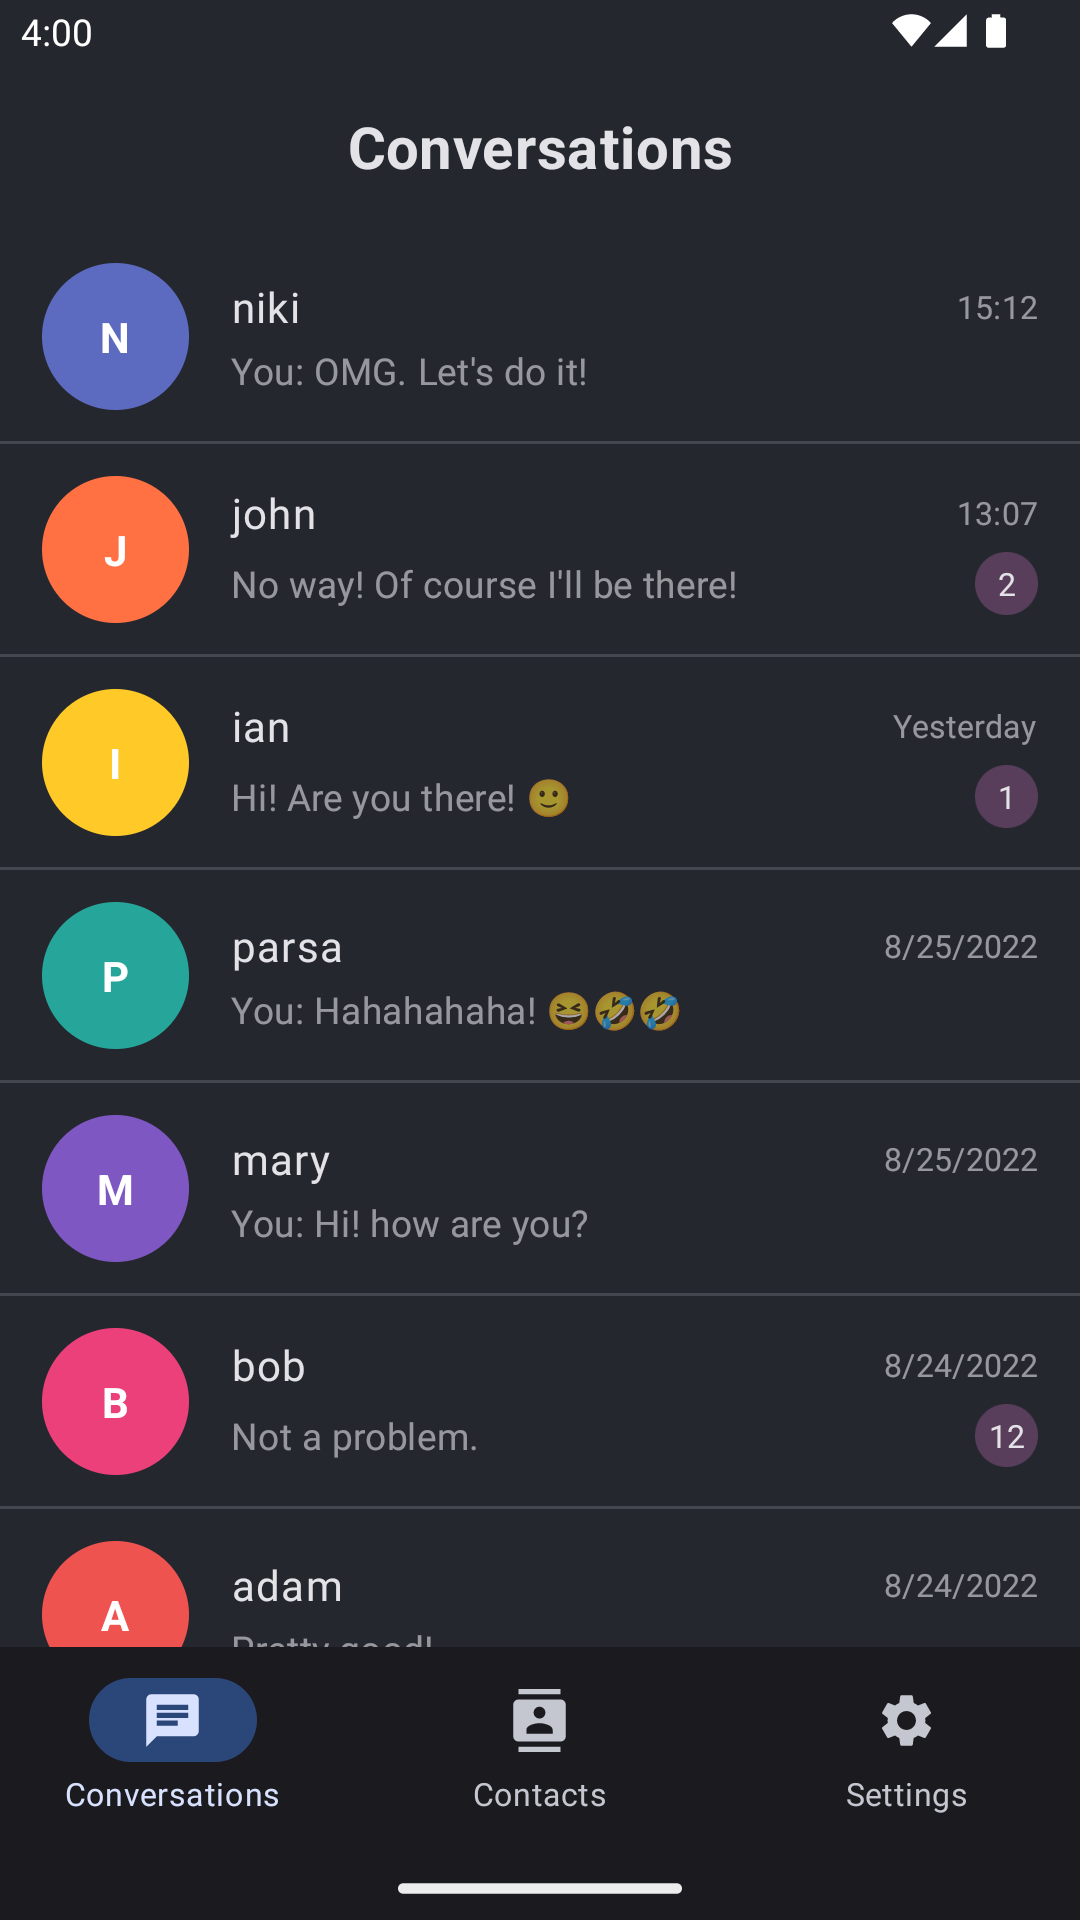 4:00
Conversations
N
niki
15:12
You: OMG. Let's do it!
J
john
13:07
No way! Of course I'll be there!
2
I
ian
Yesterday
Hi! Are you there! 🙂
1
P
parsa
8/25/2022
You: Hahahahaha! 😆🤣🤣
M
mary
8/25/2022
You: Hi! how are you?
B
bob
8/24/2022
Not a problem.
12
A
adam
8/24/2022
Pretty good!
Conversations
Contacts
Settings